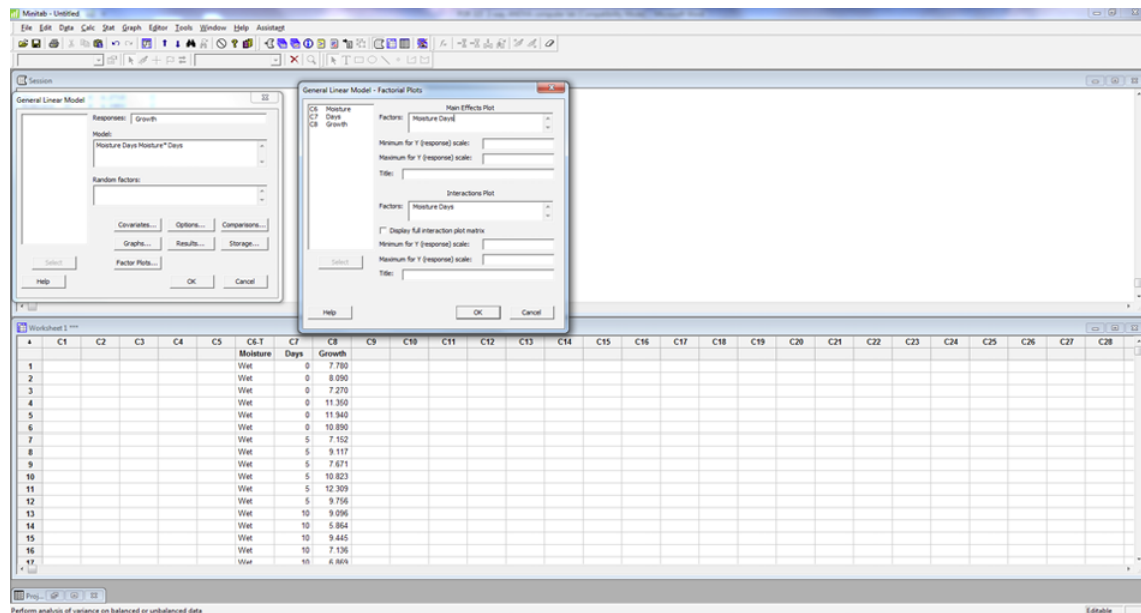 Minitab - Untitled
File Edit Data Calc Stat Graph Editor Tools Window Help Assistant
Session
General Linear Model
Responses: Growth
Model:
Moisture Days Moisture* Days
Random factors:
Covariates... Options... Comparisons...
Graphs... Results... Storage...
Select Factor Plots...
Help OK Cancel
General Linear Model - Factorial Plots
C6 Moisture
C7 Days
C8 Growth
Main Effects Plot
Factors: Moisture Days
Minimum for Y (response) scale:
Maximum for Y (response) scale:
Title:
Interactions Plot
Factors: Moisture Days
Display full interaction plot matrix
Minimum for Y (response) scale:
Maximum for Y (response) scale:
Title:
Select
Help OK Cancel
Worksheet 1 ***
C1 C2 C3 C4 C5 C6-T C7 C8 C9 C10 C11 C12 C13 C14 C15 C16 C17 C18 C19 C20 C21 C22 C23 C24 C25 C26 C27 C28
Moisture Days Growth
1 Wet 0 7.780
2 Wet 0 8.090
3 Wet 0 7.270
4 Wet 0 11.350
5 Wet 0 11.940
6 Wet 0 10.890
7 Wet 5 7.152
8 Wet 5 9.117
9 Wet 5 7.671
10 Wet 5 10.823
11 Wet 5 12.309
12 Wet 5 9.756
13 Wet 10 9.096
14 Wet 10 5.864
15 Wet 10 9.445
16 Wet 10 7.136
17 Wet 10 6.869
Proj...
Perform analysis of variance on balanced or unbalanced data
Editable